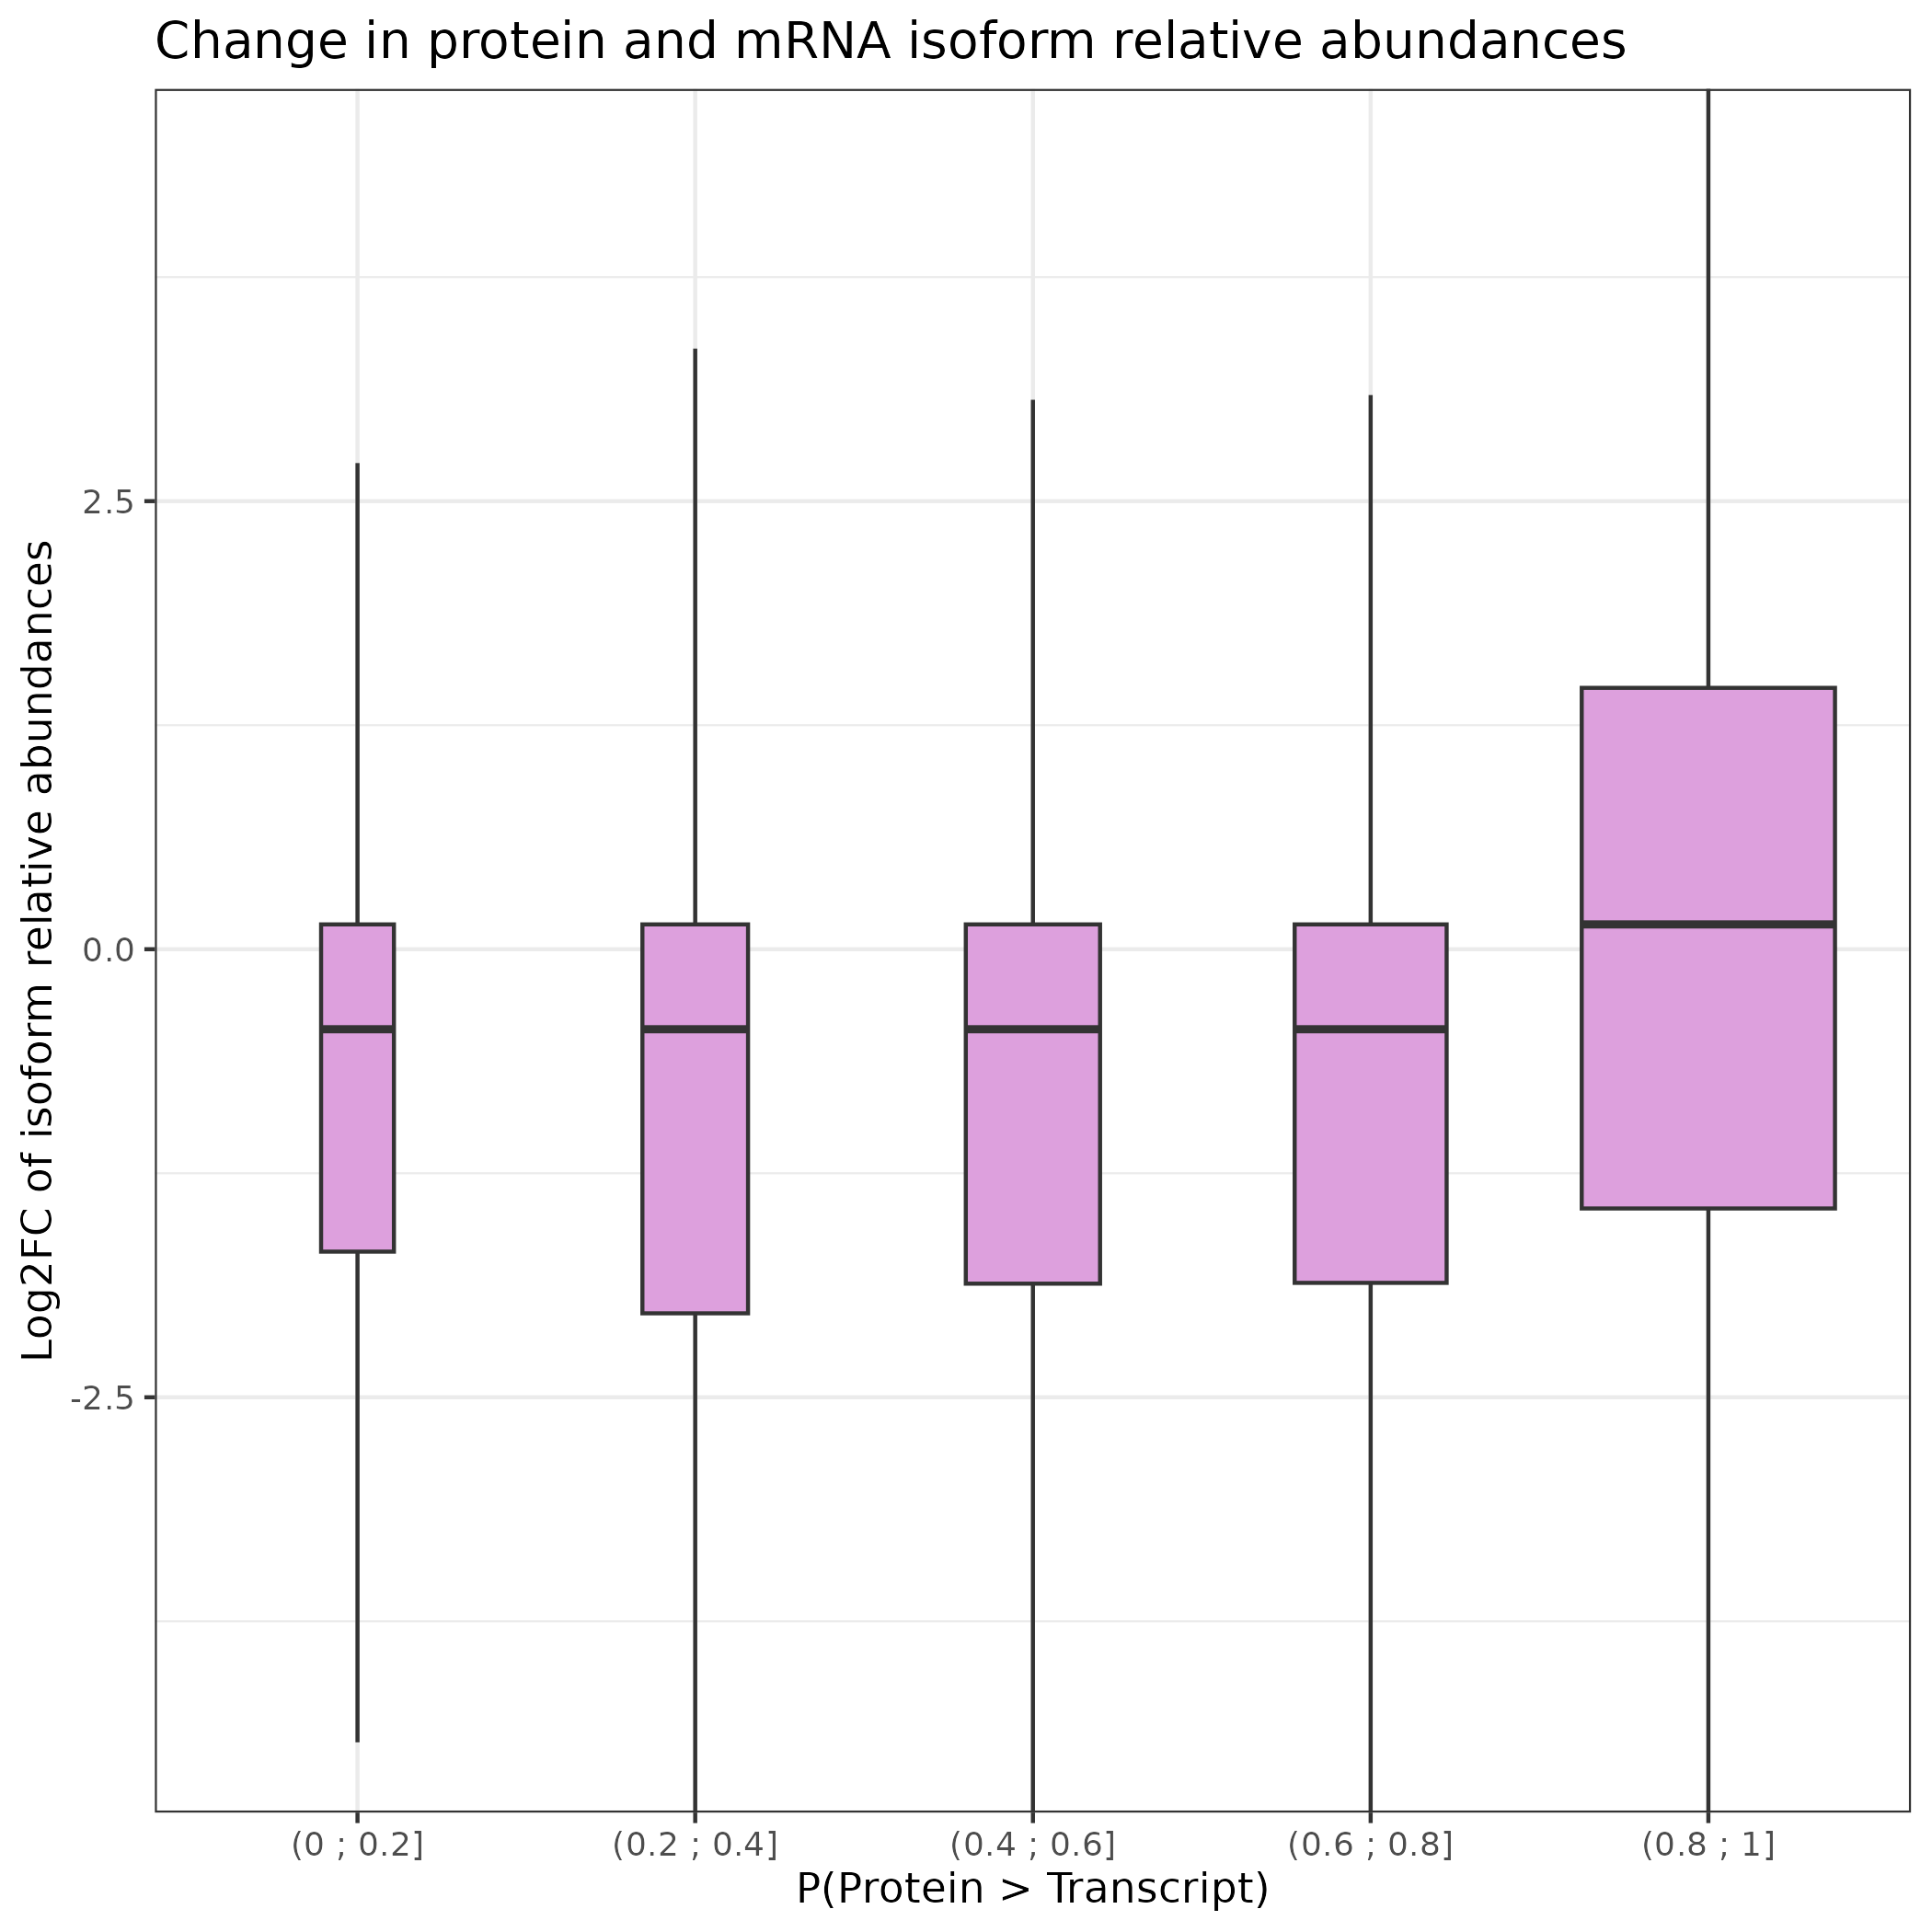 Change in protein and mRNA isoform relative abundances
Log2FC of isoform relative abundances
2.5
0.0
-2.5
(0 ; 0.2]
(0.2 ; 0.4]
(0.4 ; 0.6]
(0.6 ; 0.8]
(0.8 ; 1]
P(Protein > Transcript)